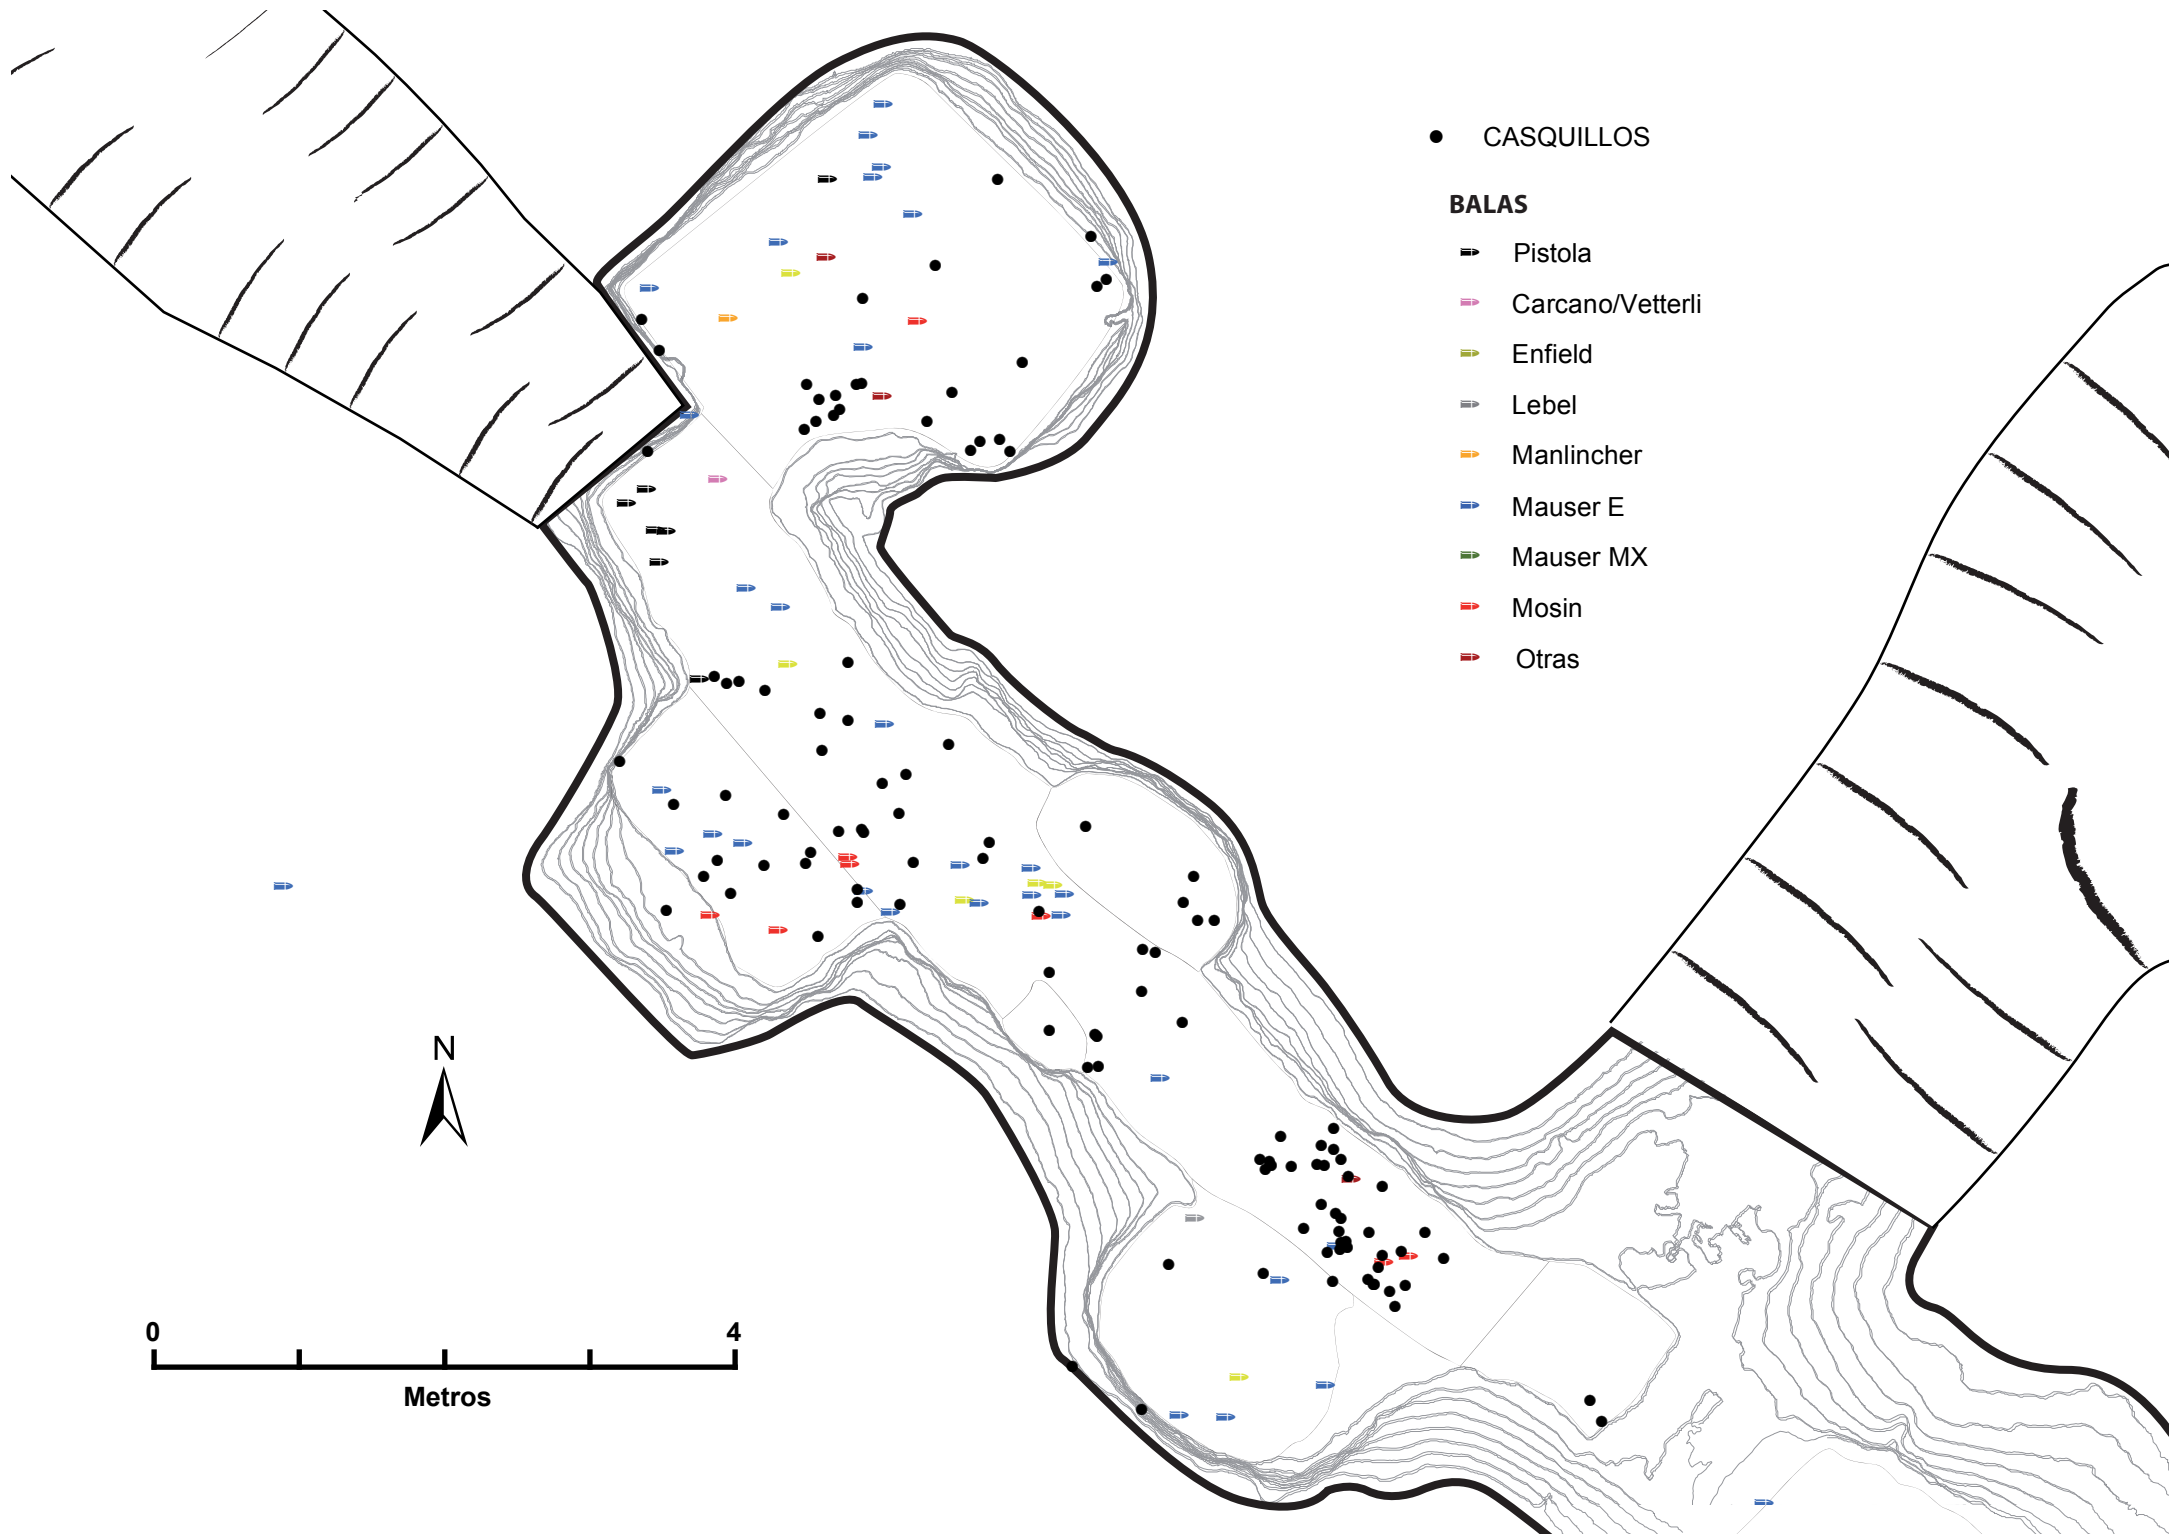 CASQUILLOS
BALAS
Pistola
Carcano/Vetterli
Enfield
Lebel
Manlincher
Mauser E
Mauser MX
Mosin
Otras
N
0 4
Metros